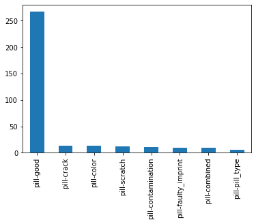 250
200
150
100
50
0
pill-good
pill-crack
pill-color
pill-scratch
pill-contamination
pill-faulty_imprint
pill-combined
pill-pill_type